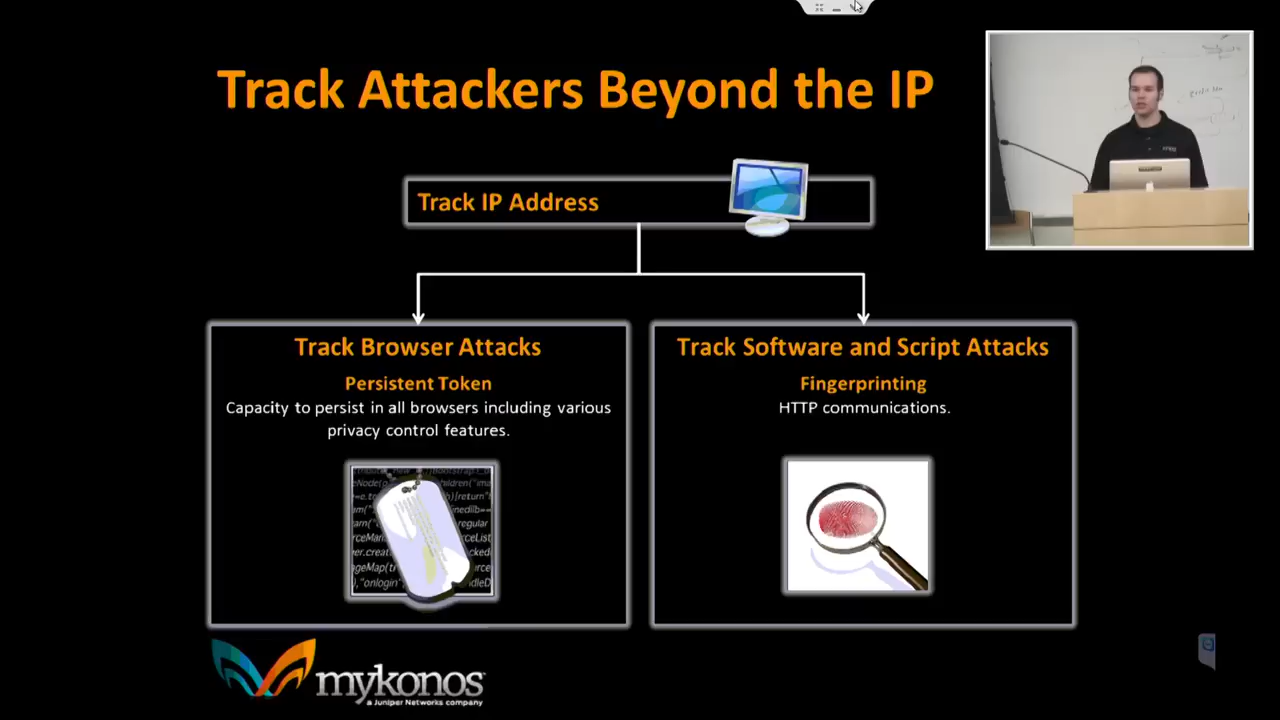 Track Attackers Beyond the IP
Track IP Address
Track Browser Attacks
Persistent Token
Capacity to persist in all browsers including various
privacy control features.
Track Software and Script Attacks
Fingerprinting
HTTP communications.
mykonos
a Juniper Networks company